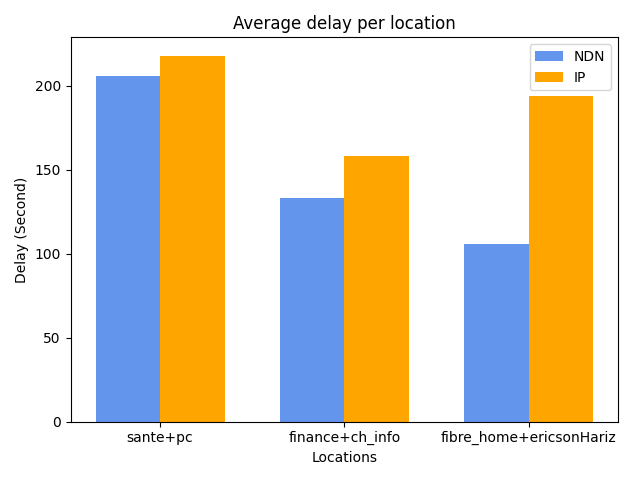 Average delay per location
NDN
IP
Delay (Second)
200
150
100
50
0
sante+pc
finance+ch_info
fibre_home+ericsonHariz
Locations